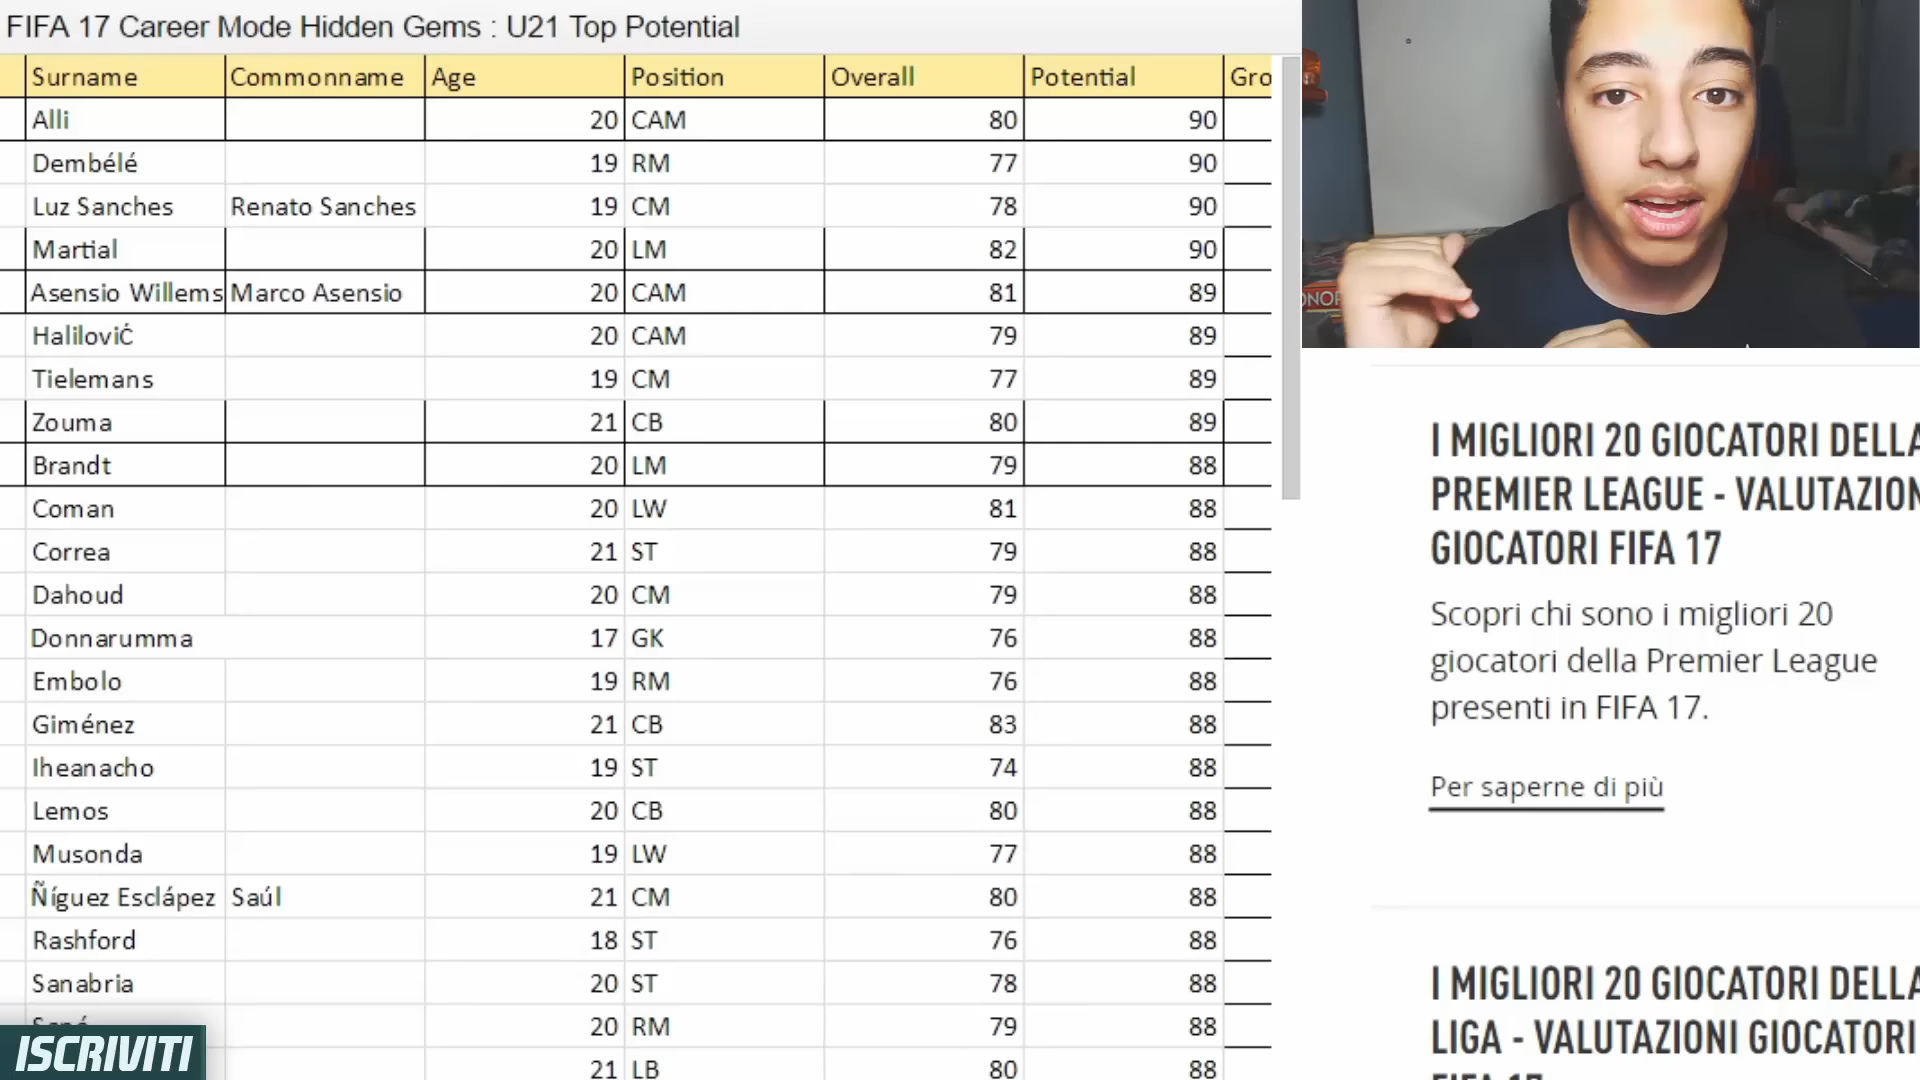 FIFA 17 Career Mode Hidden Gems : U21 Top Potential
Surname Commonname Age Position Overall Potential Gro
Alli 20 CAM 80 90
Dembélé 19 RM 77 90
Luz Sanches Renato Sanches 19 CM 78 90
Martial 20 LM 82 90
Asensio Willems Marco Asensio 20 CAM 81 89
HaliloviĆ 20 CAM 79 89
Tielemans 19 CM 77 89
Zouma 21 CB 80 89
Brandt 20 LM 79 88
Coman 20 LW 81 88
Correa 21 ST 79 88
Dahoud 20 CM 79 88
Donnarumma 17 GK 76 88
Embolo 19 RM 76 88
Giménez 21 CB 83 88
Iheanacho 19 ST 74 88
Lemos 20 CB 80 88
Musonda 19 LW 77 88
Ñíguez Esclápez Saúl 21 CM 80 88
Rashford 18 ST 76 88
Sanabria 20 ST 78 88
20 RM 79 88
21 LB 80 88
ISCRIVITI
I MIGLIORI 20 GIOCATORI DELLA
PREMIER LEAGUE - VALUTAZION
GIOCATORI FIFA 17
Scopri chi sono i migliori 20
giocatori della Premier League
presenti in FIFA 17.
Per saperne di più
I MIGLIORI 20 GIOCATORI DELLA
LIGA - VALUTAZIONI GIOCATORI
FIFA 17